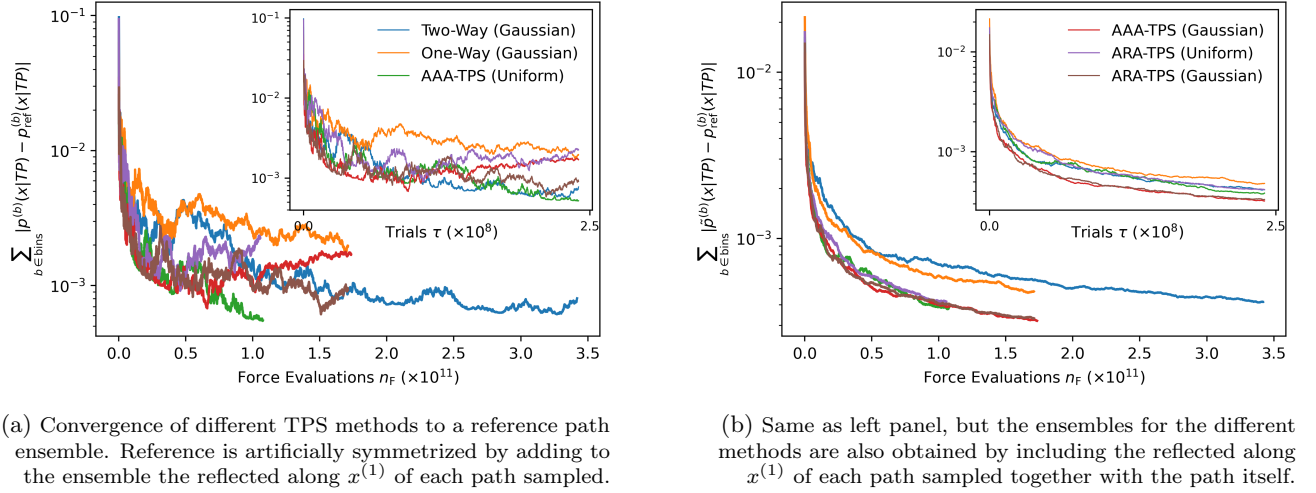 10^{-1}
10^{-2}
10^{-3}
\sum_{b \in bins} |p^{(b)}(x|TP) − p_{ref}^{(b)}(x|TP)|
10^{-1}
10^{-2}
10^{-3}
Two-Way (Gaussian)
One-Way (Gaussian)
AAA-TPS (Uniform)
0.0 2.5
Trials τ (×10^8)
0.0 0.5 1.0 1.5 2.0 2.5 3.0 3.5
Force Evaluations n_F (×10^{11})
10^{-2}
10^{-3}
\sum_{b \in bins} |p̃^{(b)}(x|TP) − p_{ref}^{(b)}(x|TP)|
10^{-2}
10^{-3}
AAA-TPS (Gaussian)
ARA-TPS (Uniform)
ARA-TPS (Gaussian)
0.0 2.5
Trials τ (×10^8)
0.0 0.5 1.0 1.5 2.0 2.5 3.0 3.5
Force Evaluations n_F (×10^{11})
(a) Convergence of different TPS methods to a reference path
ensemble. Reference is artificially symmetrized by adding to
the ensemble the reflected along x^{(1)} of each path sampled.
(b) Same as left panel, but the ensembles for the different
methods are also obtained by including the reflected along
x^{(1)} of each path sampled together with the path itself.